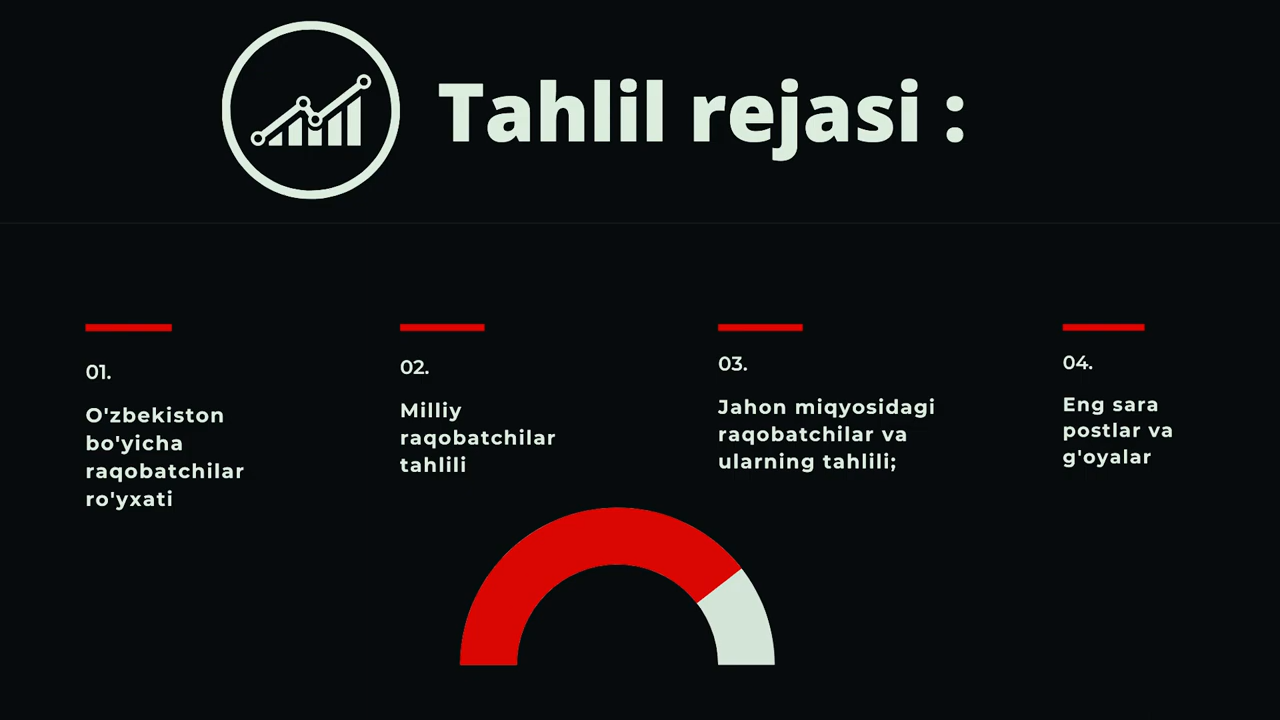 Tahlil rejasi :
01.
O'zbekiston
bo'yicha
raqobatchilar
ro'yxati
02.
Milliy
raqobatchilar
tahlili
03.
Jahon miqyosidagi
raqobatchilar va
ularning tahlili;
04.
Eng sara
postlar va
g'oyalar